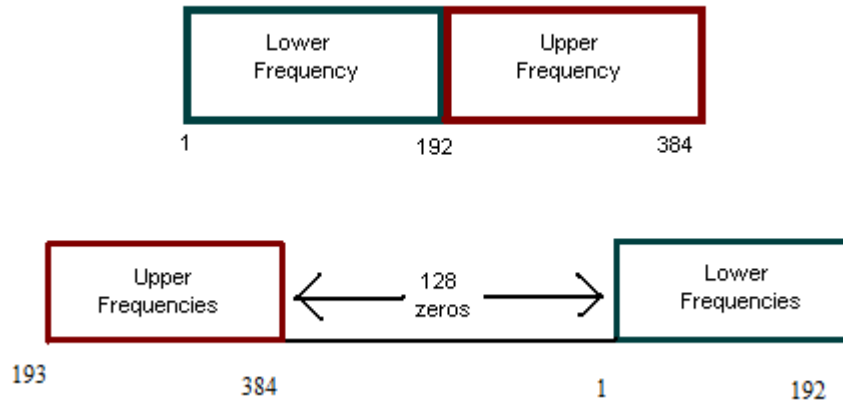 Lower
Frequency
Upper
Frequency
1
192
384
Upper
Frequencies
128
zeros
Lower
Frequencies
193
384
1
192